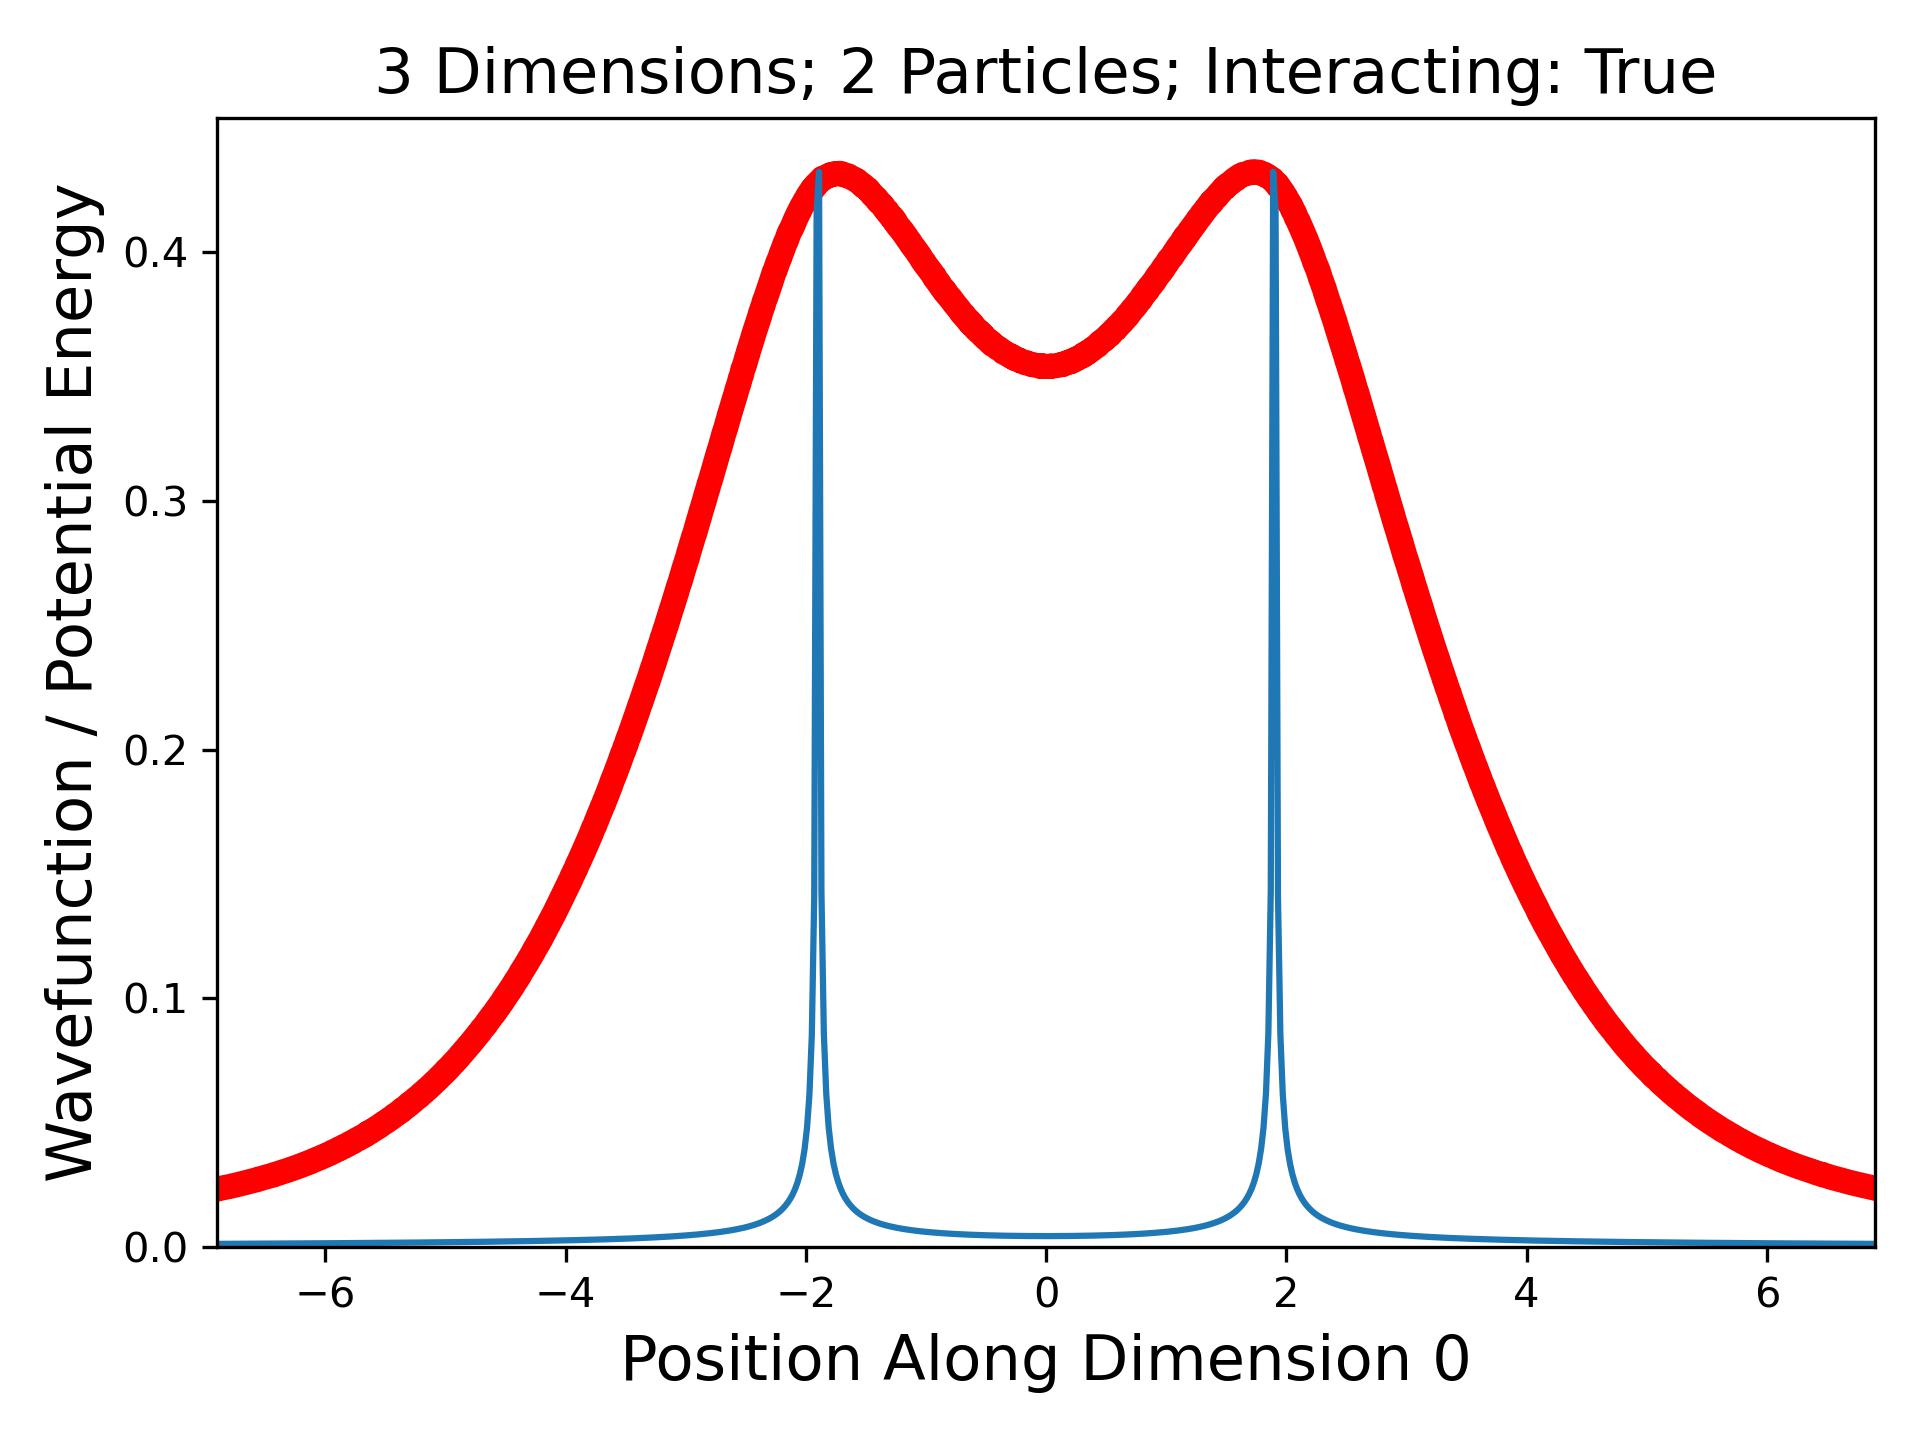 3 Dimensions; 2 Particles; Interacting: True
Wavefunction / Potential Energy
0.4
0.3
0.2
0.1
0.0
−6 −4 −2 0 2 4 6
Position Along Dimension 0